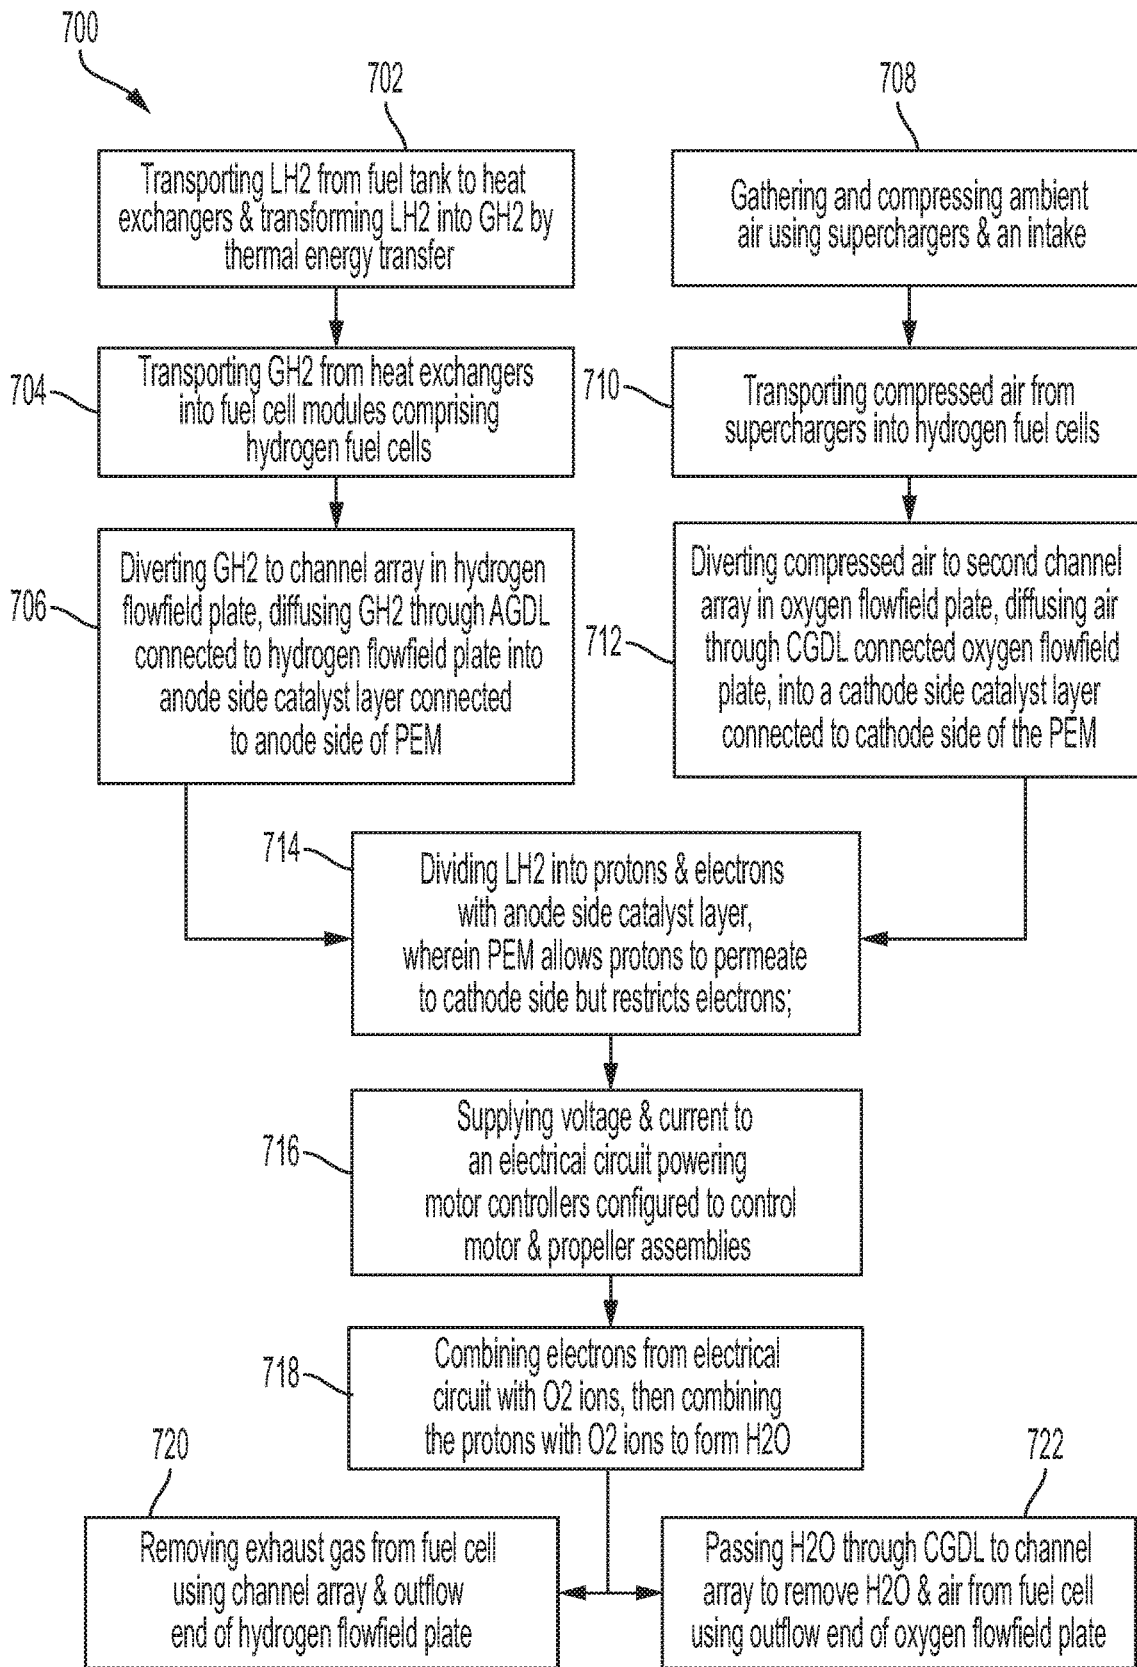 700
702
Transporting LH2 from fuel tank to heat
exchangers & transforming LH2 into GH2 by
thermal energy transfer
704
Transporting GH2 from heat exchangers
into fuel cell modules comprising
hydrogen fuel cells
706
Diverting GH2 to channel array in hydrogen
flowfield plate, diffusing GH2 through AGDL
connected to hydrogen flowfield plate into
anode side catalyst layer connected
to anode side of PEM
708
Gathering and compressing ambient
air using superchargers & an intake
710
Transporting compressed air from
superchargers into hydrogen fuel cells
712
Diverting compressed air to second channel
array in oxygen flowfield plate, diffusing air
through CGDL connected oxygen flowfield
plate, into a cathode side catalyst layer
connected to cathode side of the PEM
714
Dividing LH2 into protons & electrons
with anode side catalyst layer,
wherein PEM allows protons to permeate
to cathode side but restricts electrons;
716
Supplying voltage & current to
an electrical circuit powering
motor controllers configured to control
motor & propeller assemblies
718
Combining electrons from electrical
circuit with O2 ions, then combining
the protons with O2 ions to form H2O
720
Removing exhaust gas from fuel cell
using channel array & outflow
end of hydrogen flowfield plate
722
Passing H2O through CGDL to channel
array to remove H2O & air from fuel cell
using outflow end of oxygen flowfield plate